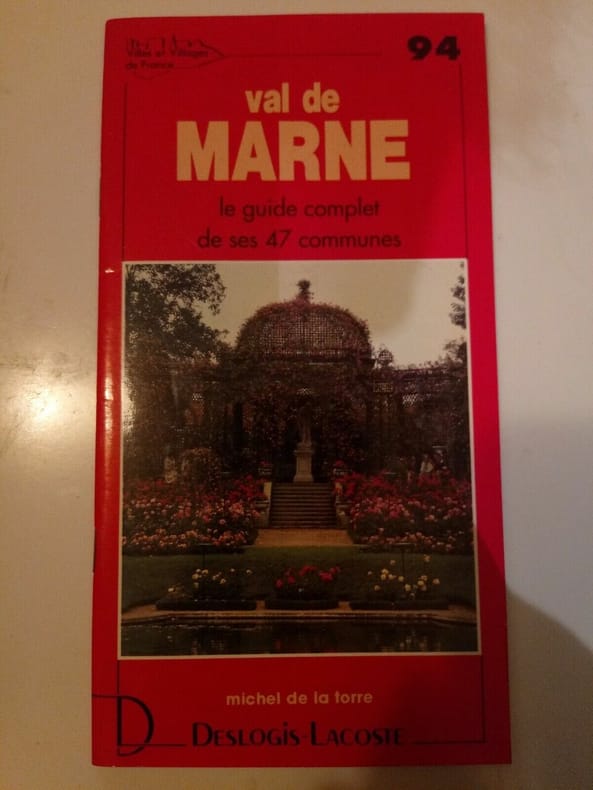 Villes et Villages
de France
94
val de
MARNE
le guide complet
de ses 47 communes
michel de la torre
D
DESLOGIS-LACOSTE